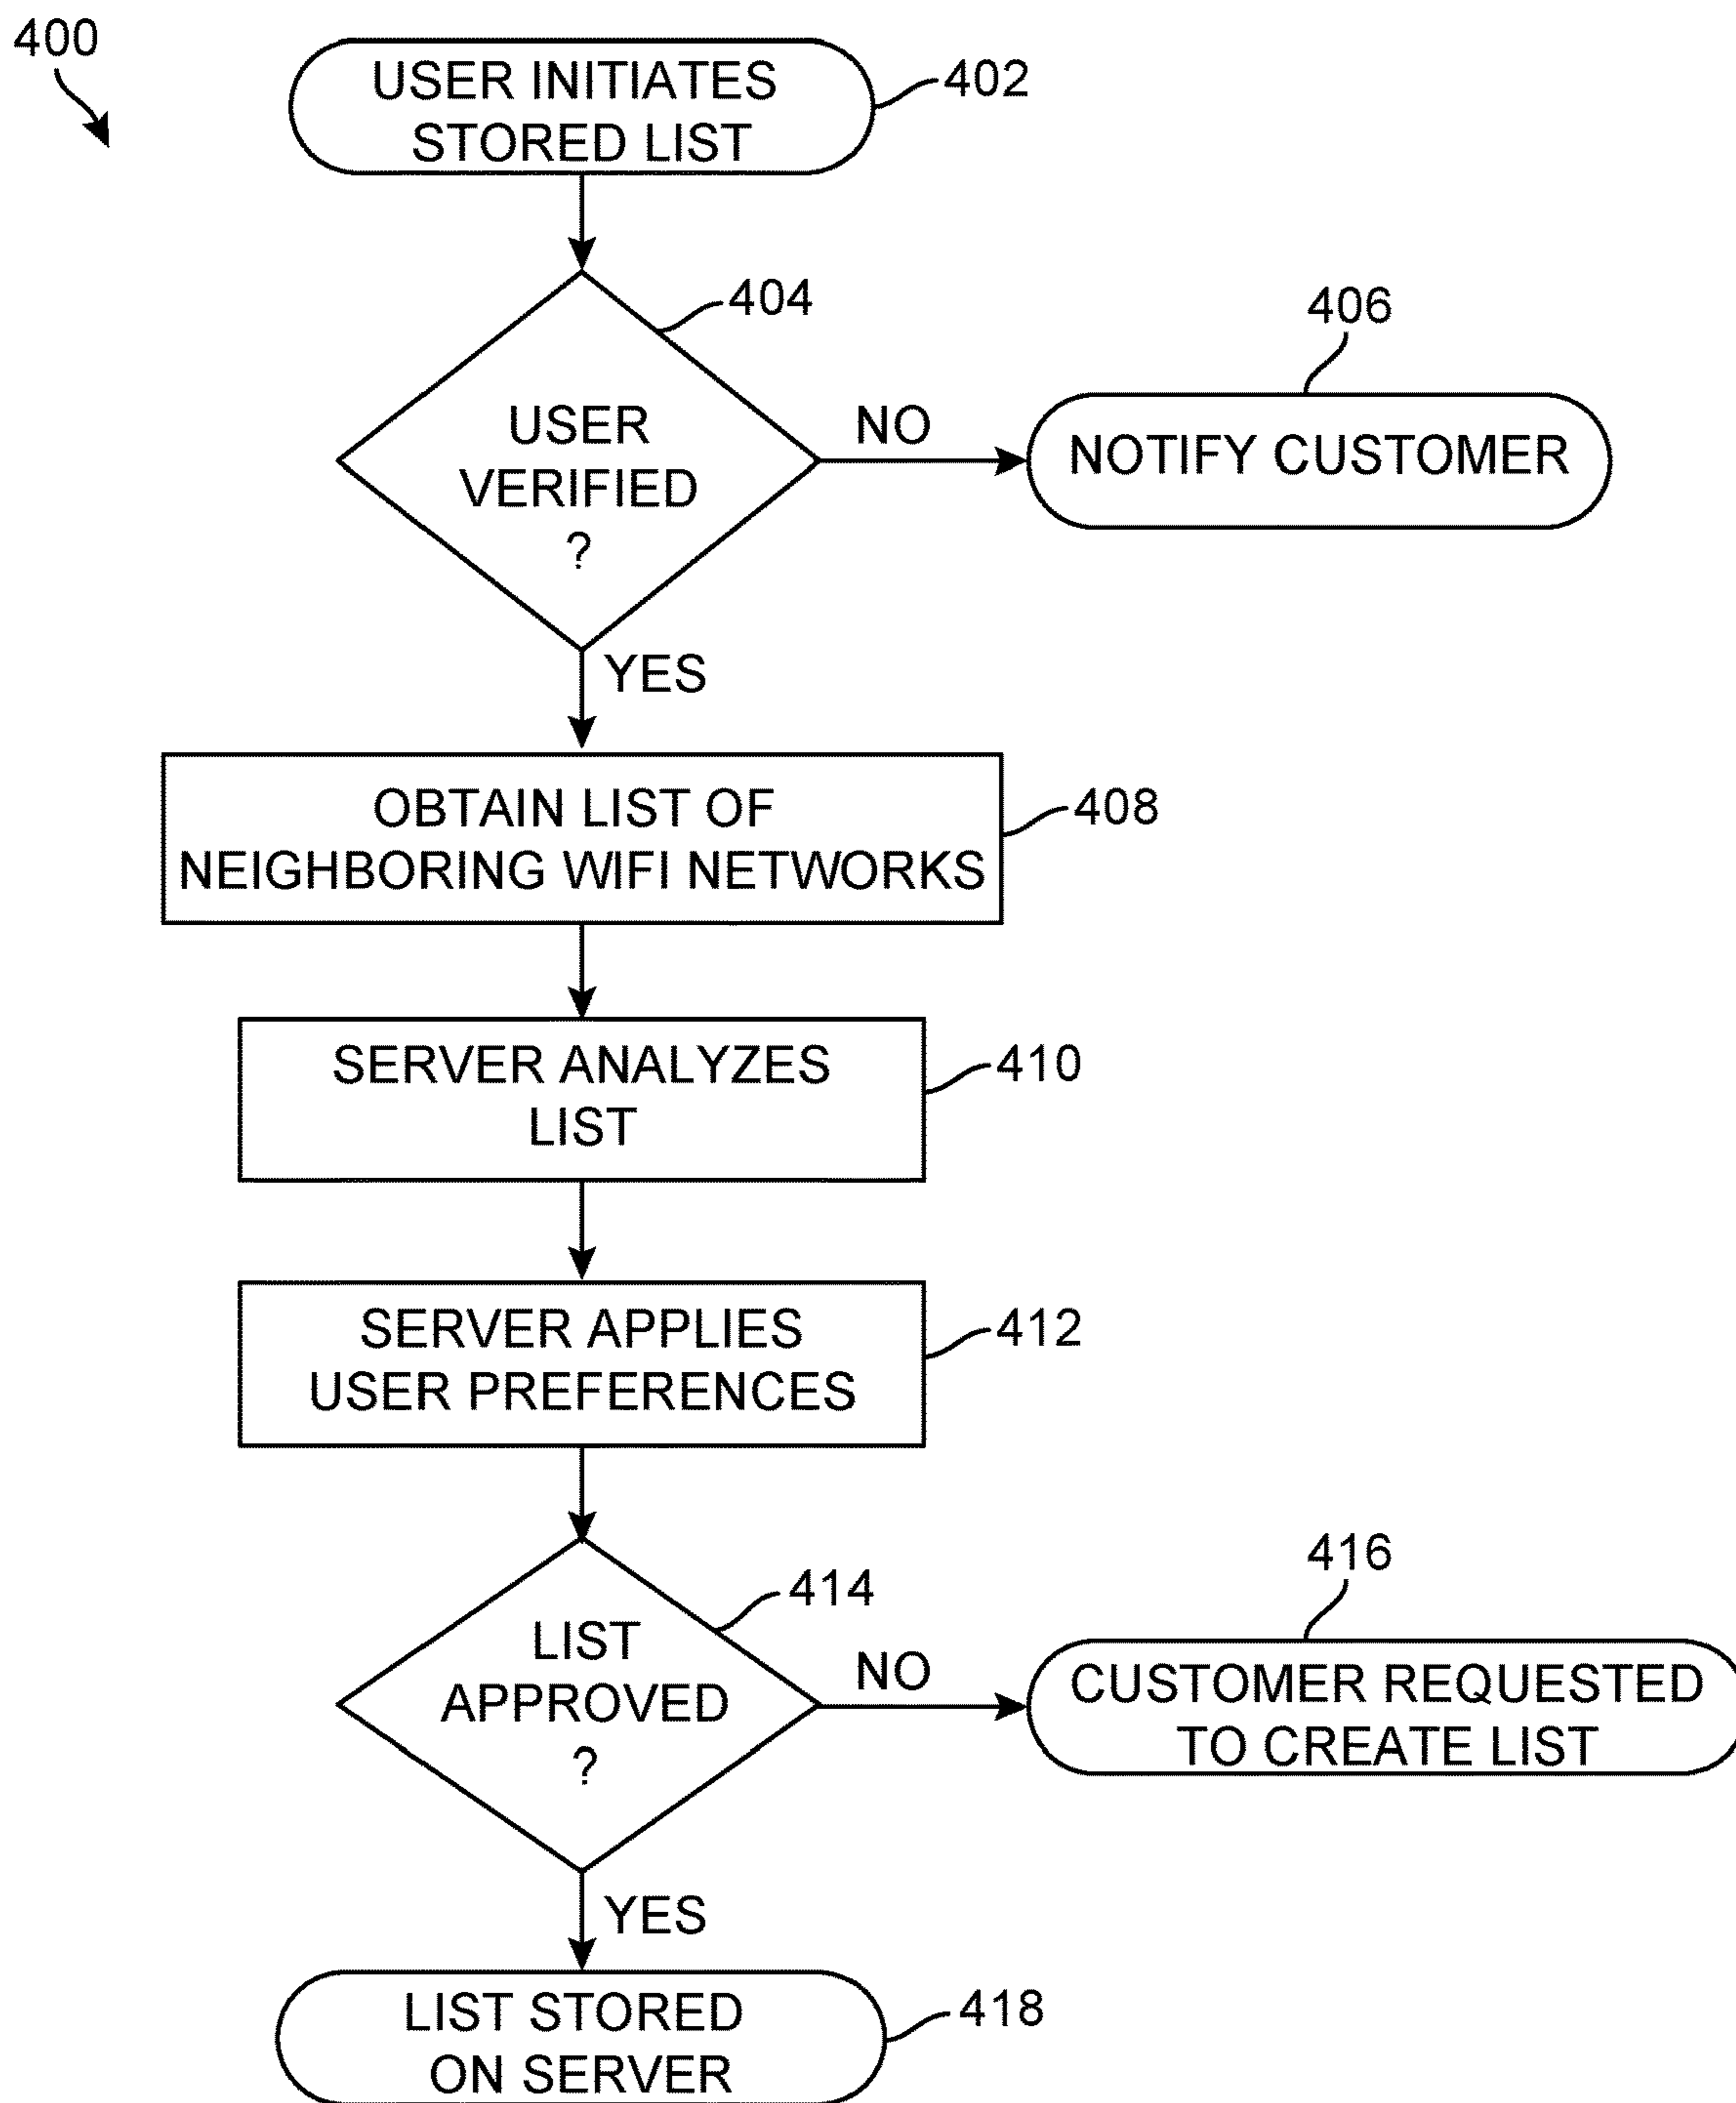 400
USER INITIATES
STORED LIST
402
404
USER
VERIFIED
?
NO
406
NOTIFY CUSTOMER
YES
OBTAIN LIST OF
NEIGHBORING WIFI NETWORKS
408
SERVER ANALYZES
LIST
410
SERVER APPLIES
USER PREFERENCES
412
414
LIST
APPROVED
?
NO
416
CUSTOMER REQUESTED
TO CREATE LIST
YES
LIST STORED
ON SERVER
418